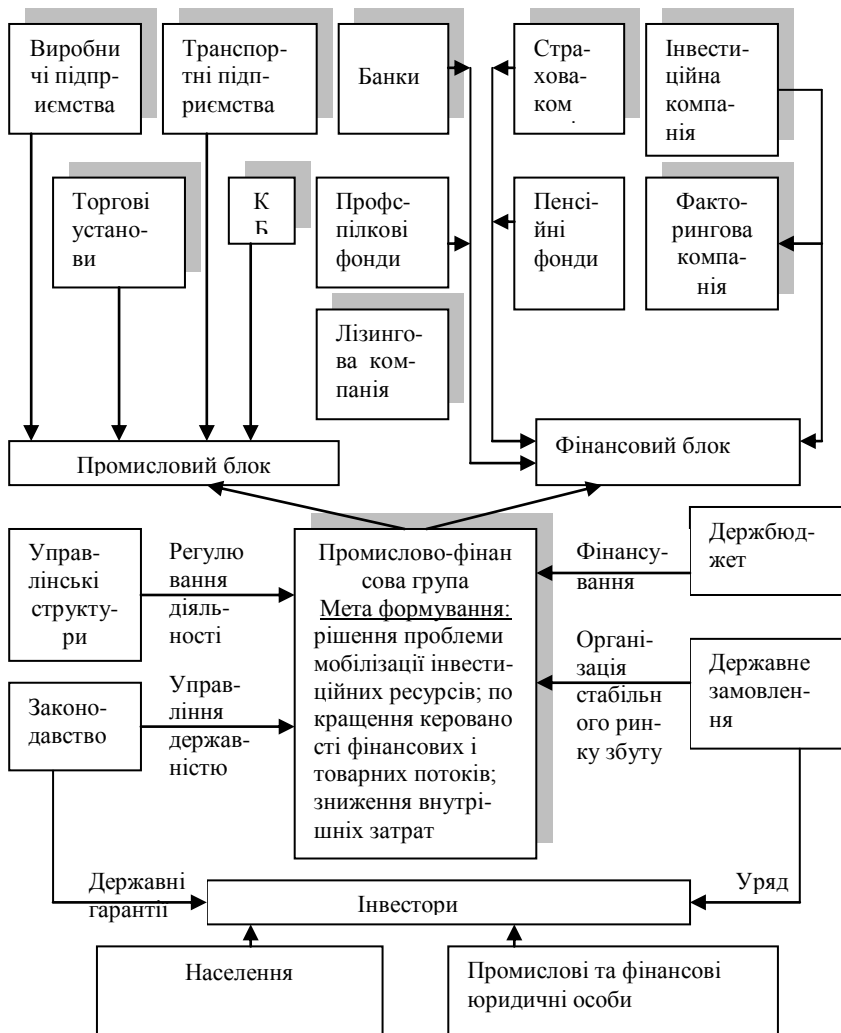 Виробни
чі підпр-
иємства
Транспор-
тні підп-
риємства
Банки
Стра-
хова-
ком
Інвести-
ційна
компа-
нія
Торгові
устано-
ви
К
Б
Профс-
пілкові
фонди
Пенсі-
йні
фонди
Факто-
рингова
компа-
нія
Лізинго-
ва ком-
панія
Промисловий блок
Фінансовий блок
Управ-
лінські
структу-
ри
Регулю
вання
діяль-
ності
Промислово-фінан
сова група
Мета формування:
рішення проблеми
мобілізації інвести-
ційних ресурсів; по
кращення керовано
сті фінансових і
товарних потоків;
зниження внутрі-
шніх затрат
Фінансу-
вання
Держбюд-
жет
Законо-
давство
Управ-
ління
держав-
ністю
Органі-
зація
стабільн
ого рин-
ку збуту
Державне
замовлен-
ня
Державні
гарантії
Інвестори
Уряд
Населення
Промислові та фінансові
юридичні особи